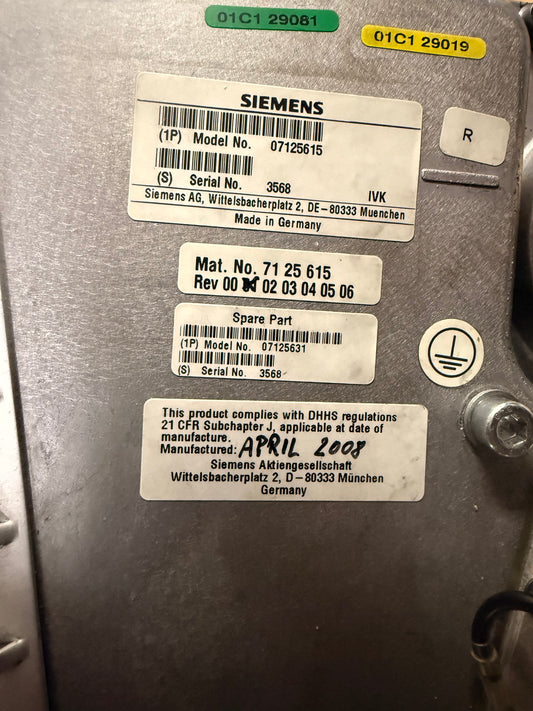 01C1 29081
01C1 29019
SIEMENS
(1P) Model No. 07125615
R
(S) Serial No. 3568 IVK
Siemens AG, Wittelsbacherplatz 2, DE-80333 Muenchen
Made in Germany
Mat. No. 71 25 615
Rev 00 02 03 04 05 06
Spare Part
(1P) Model No. 07125631
(S) Serial No. 3568
This product complies with DHHS regulations
21 CFR Subchapter J, applicable at date of
manufacture.
Manufactured: APRIL 2008
Siemens Aktiengesellschaft
Wittelsbacherplatz 2, D-80333 München
Germany